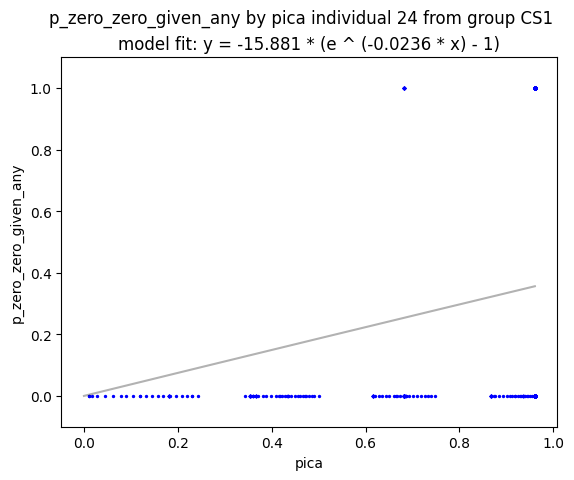 p_zero_zero_given_any by pica individual 24 from group CS1
model fit: y = -15.881 * (e ^ (-0.0236 * x) - 1)
1.0
0.8
0.6
0.4
0.2
0.0
p_zero_zero_given_any
0.0 0.2 0.4 0.6 0.8 1.0
pica